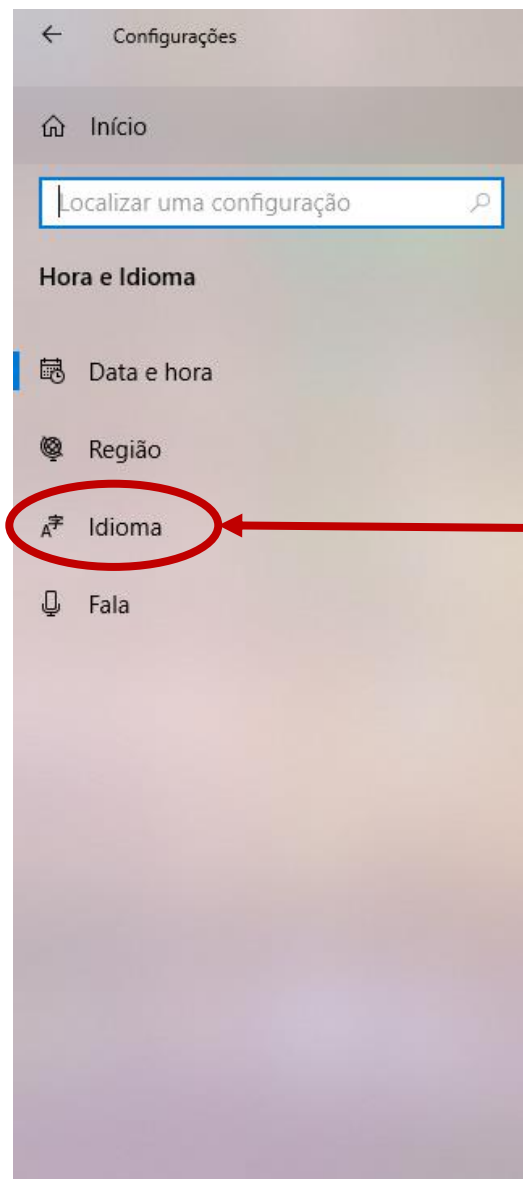 Configurações
Início
Localizar uma configuração
Hora e Idioma
Data e hora
Região
Idioma
Fala